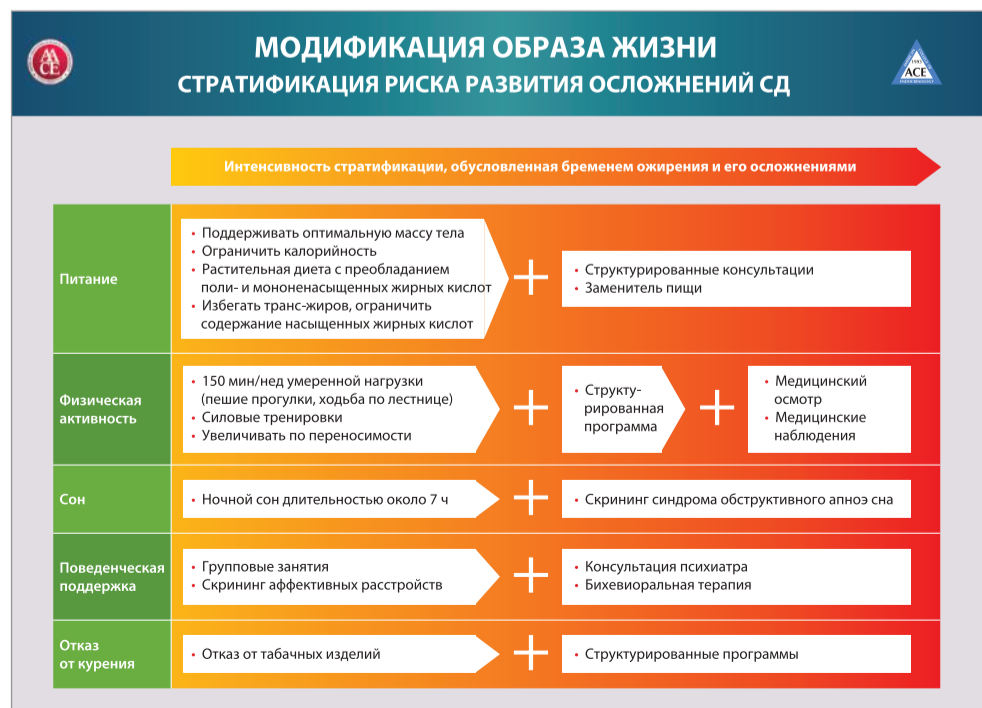 МОДИФИКАЦИЯ ОБРАЗА ЖИЗНИ
СТРАТИФИКАЦИЯ РИСКА РАЗВИТИЯ ОСЛОЖНЕНИЙ СД
AACE
1993
ACE
Интенсивность стратификации, обусловленная бременем ожирения и его осложнениями
Питание
• Поддерживать оптимальную массу тела
• Ограничить калорийность
• Растительная диета с преобладанием
поли- и мононенасыщенных жирных кислот
• Избегать транс-жиров, ограничить
содержание насыщенных жирных кислот
+
• Структурированные консультации
• Заменитель пищи
Физическая
активность
• 150 мин/нед умеренной нагрузки
(пешие прогулки, ходьба по лестнице)
• Силовые тренировки
• Увеличивать по переносимости
+
• Структу-
рированная
программа
+
• Медицинский
осмотр
• Медицинские
наблюдения
Сон
• Ночной сон длительностью около 7 ч
+
• Скрининг синдрома обструктивного апноэ сна
Поведенческая
поддержка
• Групповые занятия
• Скрининг аффективных расстройств
+
• Консультация психиатра
• Бихевиоральная терапия
Отказ
от курения
• Отказ от табачных изделий
+
• Структурированные программы